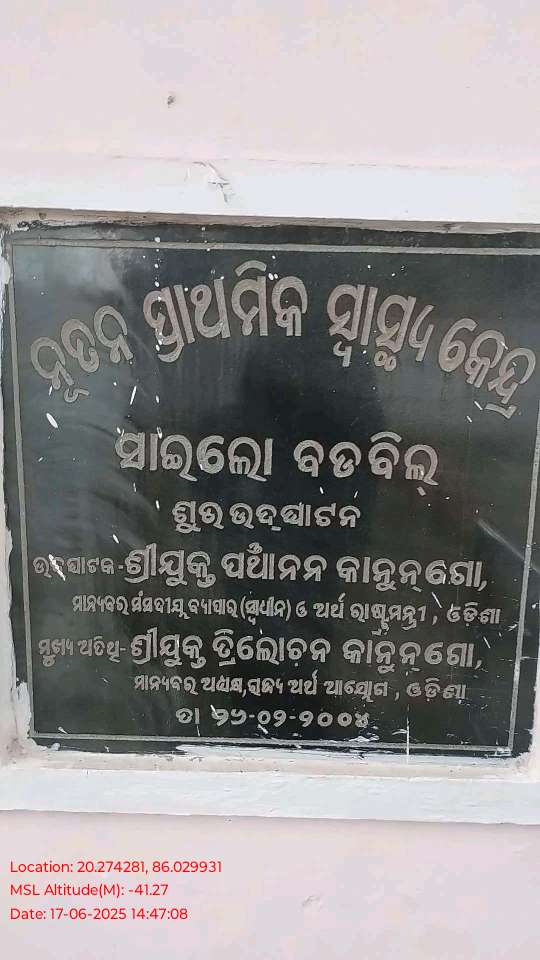 ନୂତନ ପ୍ରାଥମିକ ସ୍ୱାସ୍ଥ୍ୟ କେନ୍ଦ୍ର
ସାଇଲୋ ବଡବିଲ୍
ଶୁଭ ଉଦ୍‌ଘାଟନ
ଉଦ୍‌ଘାଟକ-ଶ୍ରୀଯୁକ୍ତ ପଞ୍ଚାନନ କାନୁନ୍‌ଗୋ,
ମାନ୍ୟବର ସଂସଦୀୟ ବ୍ୟାପାର (ସ୍ୱାଧୀନ) ଓ ଅର୍ଥ ରାଷ୍ଟ୍ରମନ୍ତ୍ରୀ , ଓଡିଶା
ମୁଖ୍ୟ ଅତିଥି-ଶ୍ରୀଯୁକ୍ତ ତ୍ରିଲୋଚନ କାନୁନ୍‌ଗୋ,
ମାନ୍ୟବର ଅଧ୍ୟକ୍ଷ,ରାଜ୍ୟ ଅର୍ଥ ଆୟୋଗ , ଓଡ଼ିଶା
ତା ୨୬-୦୨-୨୦୦୪
Location: 20.274281, 86.029931
MSL Altitude(M): -41.27
Date: 17-06-2025 14:47:08